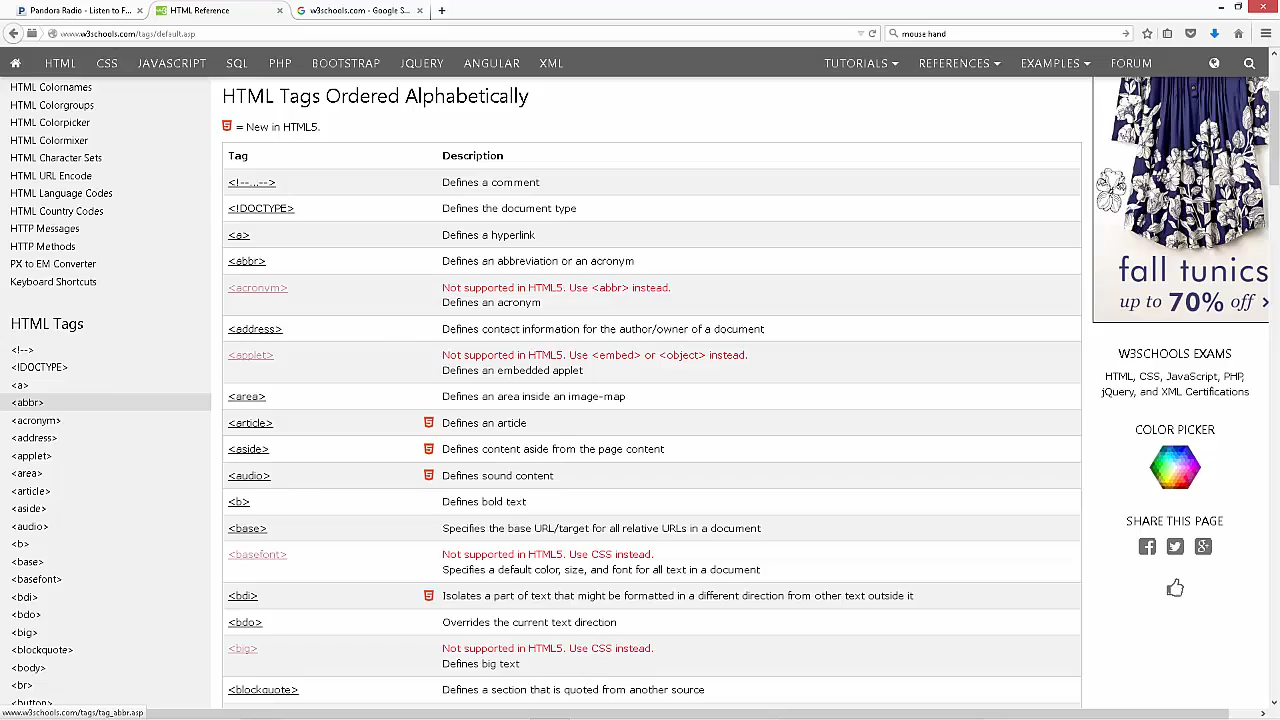 Pandora Radio - Listen to F...
HTML Reference
w3schools.com - Google S...
www.w3schools.com/tags/default.asp
mouse hand
HTML CSS JAVASCRIPT SQL PHP BOOTSTRAP JQUERY ANGULAR XML TUTORIALS REFERENCES EXAMPLES FORUM
HTML Colornames
HTML Colorgroups
HTML Colorpicker
HTML Colormixer
HTML Character Sets
HTML URL Encode
HTML Language Codes
HTML Country Codes
HTTP Messages
HTTP Methods
PX to EM Converter
Keyboard Shortcuts
HTML Tags
<!-->
<!DOCTYPE>
<a>
<abbr>
<acronym>
<address>
<applet>
<area>
<article>
<aside>
<audio>
<b>
<base>
<basefont>
<bdi>
<bdo>
<big>
<blockquote>
<body>
<br>
<button>
www.w3schools.com/tags/tag_abbr.asp
HTML Tags Ordered Alphabetically
= New in HTML5.
Tag Description
<!--...--> Defines a comment
<!DOCTYPE> Defines the document type
<a> Defines a hyperlink
<abbr> Defines an abbreviation or an acronym
<acronym> Not supported in HTML5. Use <abbr> instead.
Defines an acronym
<address> Defines contact information for the author/owner of a document
<applet> Not supported in HTML5. Use <embed> or <object> instead.
Defines an embedded applet
<area> Defines an area inside an image-map
<article> Defines an article
<aside> Defines content aside from the page content
<audio> Defines sound content
<b> Defines bold text
<base> Specifies the base URL/target for all relative URLs in a document
<basefont> Not supported in HTML5. Use CSS instead.
Specifies a default color, size, and font for all text in a document
<bdi> Isolates a part of text that might be formatted in a different direction from other text outside it
<bdo> Overrides the current text direction
<big> Not supported in HTML5. Use CSS instead.
Defines big text
<blockquote> Defines a section that is quoted from another source
fall tunics
up to 70% off >
W3SCHOOLS EXAMS
HTML, CSS, JavaScript, PHP,
jQuery, and XML Certifications
COLOR PICKER
SHARE THIS PAGE